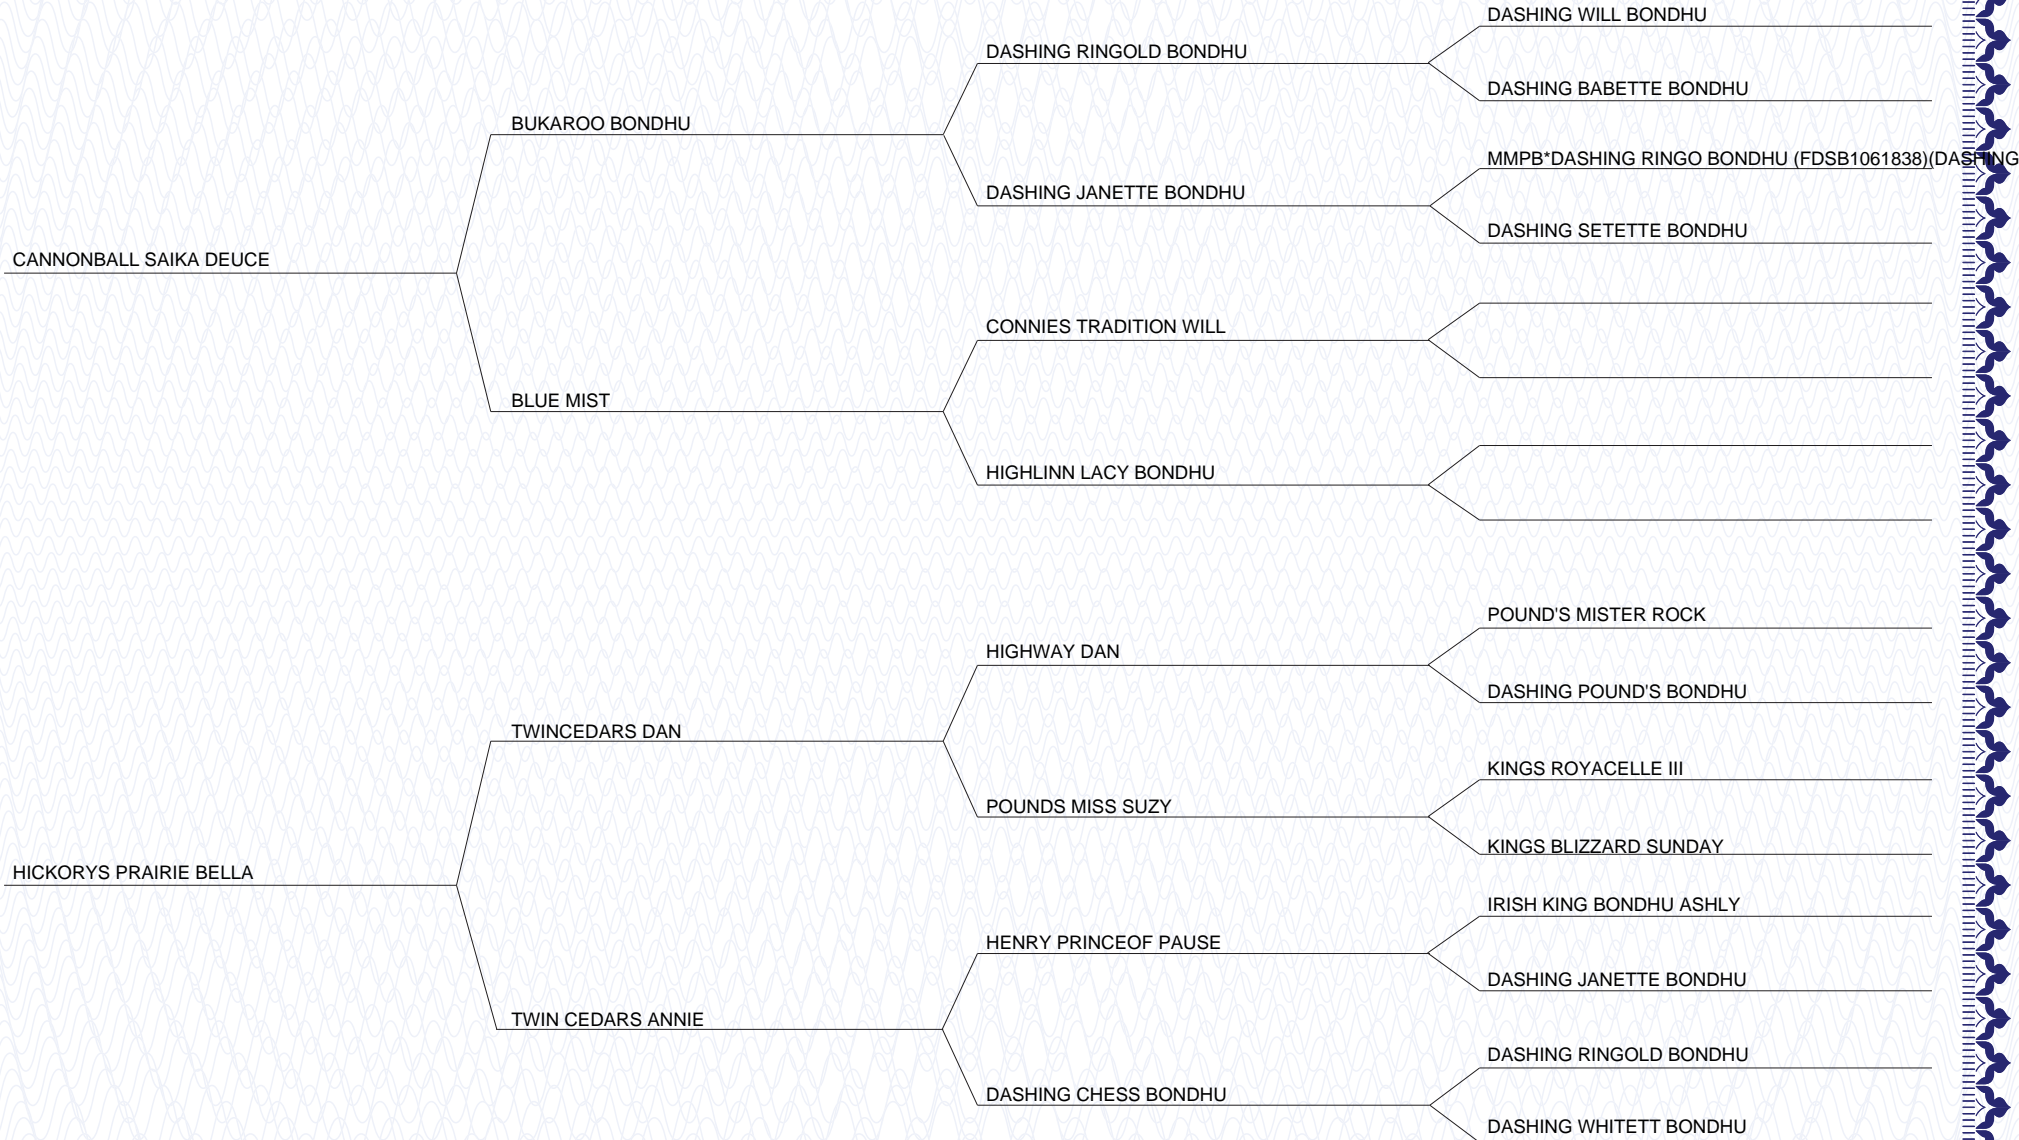 DASHING WILL BONDHU
DASHING RINGOLD BONDHU
DASHING BABETTE BONDHU
BUKAROO BONDHU
MMPB*DASHING RINGO BONDHU (FDSB1061838)(DASHING
DASHING JANETTE BONDHU
DASHING SETETTE BONDHU
CANNONBALL SAIKA DEUCE
CONNIES TRADITION WILL
BLUE MIST
HIGHLINN LACY BONDHU
POUND'S MISTER ROCK
HIGHWAY DAN
DASHING POUND'S BONDHU
TWINCEDARS DAN
KINGS ROYACELLE III
POUNDS MISS SUZY
KINGS BLIZZARD SUNDAY
HICKORYS PRAIRIE BELLA
IRISH KING BONDHU ASHLY
HENRY PRINCEOF PAUSE
DASHING JANETTE BONDHU
TWIN CEDARS ANNIE
DASHING RINGOLD BONDHU
DASHING CHESS BONDHU
DASHING WHITETT BONDHU